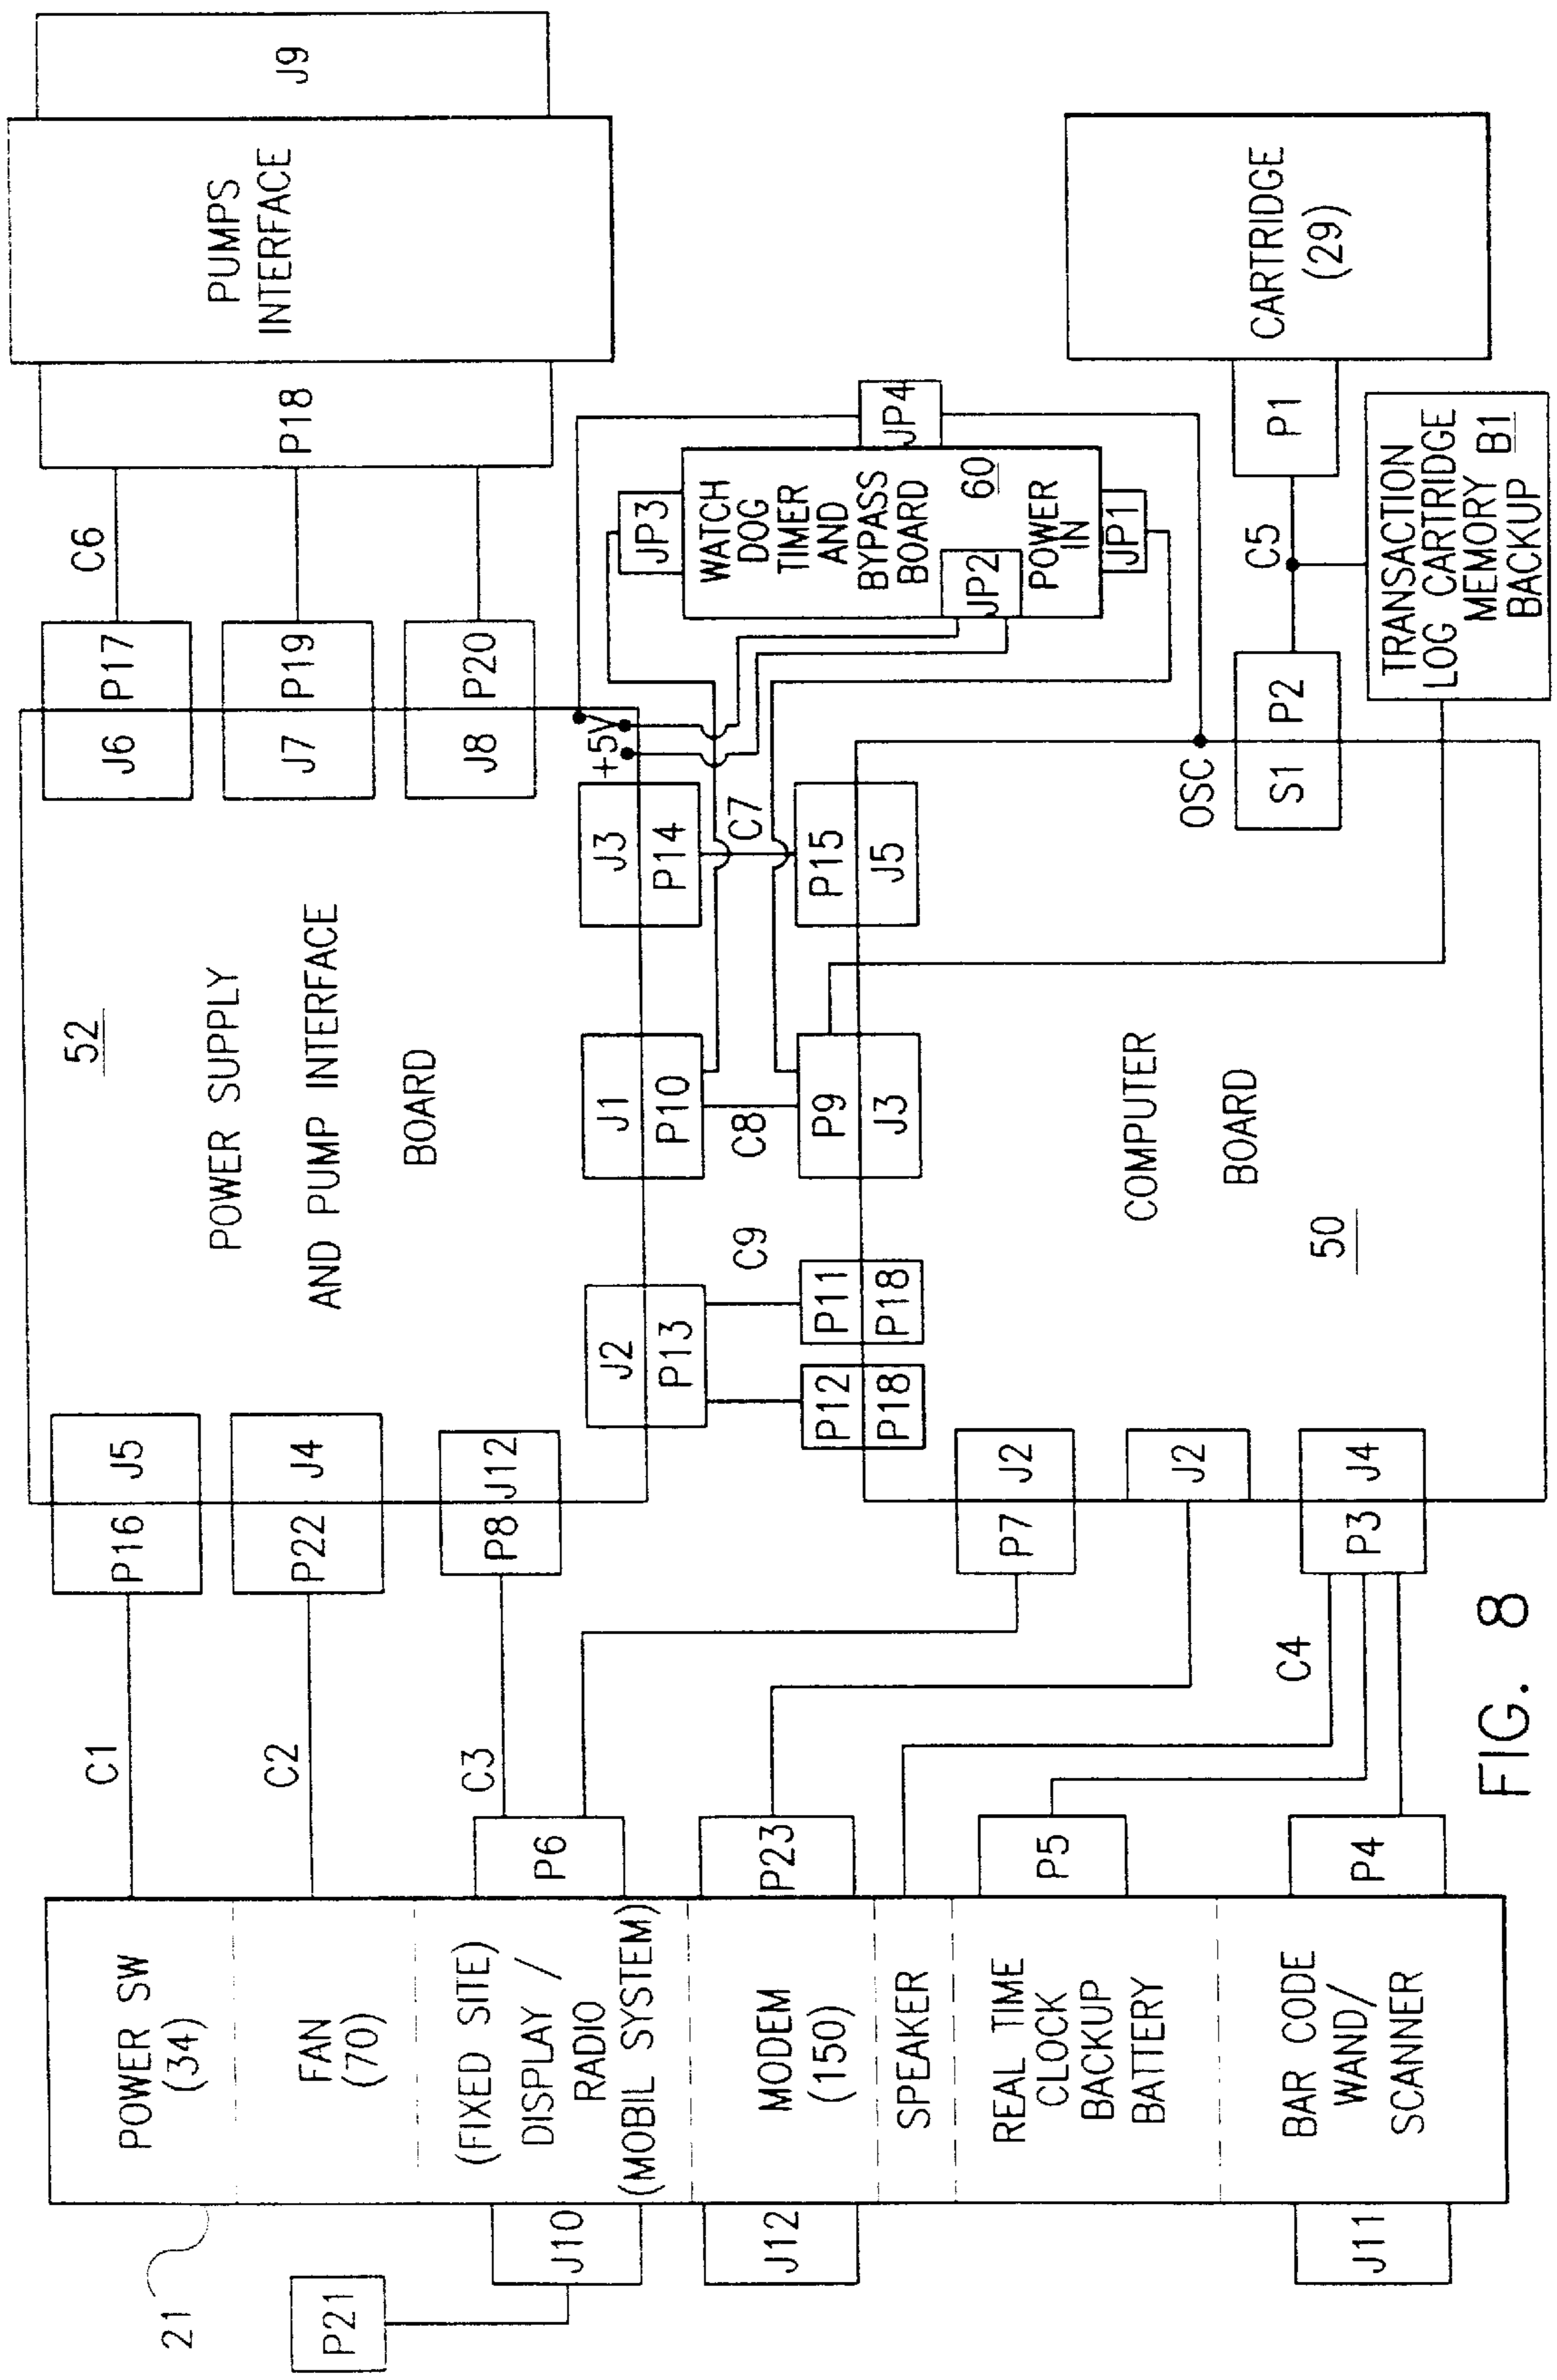 21
P21
J10
J12
J11
POWER SW
(34)
FAN
(70)
(FIXED SITE)
DISPLAY /
RADIO
(MOBIL SYSTEM)
MODEM
(150)
SPEAKER
REAL TIME
CLOCK
BACKUP
BATTERY
BAR CODE
WAND/
SCANNER
P6
P23
P5
P4
C1
C2
C3
C4
P16
J5
P22
J4
P8
J12
P7
J2
J2
P3
J4
52
POWER SUPPLY
AND PUMP INTERFACE
BOARD
J2
P13
J1
P10
J3
P14
C9
C8
C7
P12
P18
P11
P18
P9
J3
P15
J5
COMPUTER
BOARD
50
+5V
OSC
J6
P17
J7
P19
J8
P20
S1
P2
C6
C5
JP3
WATCH
DOG
TIMER
AND
BYPASS
BOARD
60
JP2
POWER
IN
JP1
JP4
TRANSACTION
LOG CARTRIDGE
MEMORY
BACKUP
B1
P1
CARTRIDGE
(29)
P18
PUMPS
INTERFACE
J9
FIG. 8